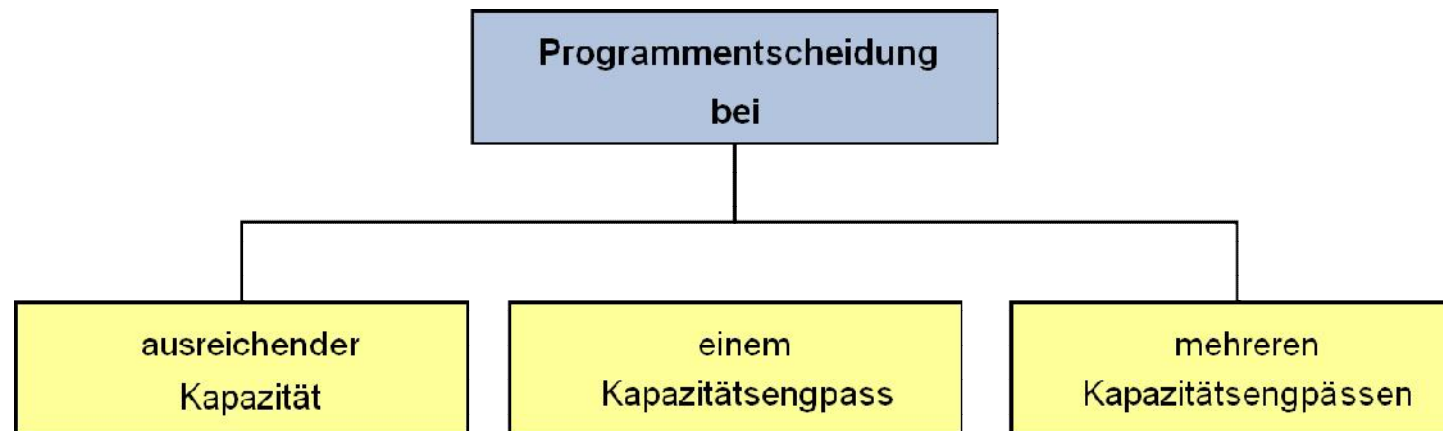 Programmentscheidung
bei
ausreichender
Kapazität
einem
Kapazitätsengpass
mehreren
Kapazitätsengpässen